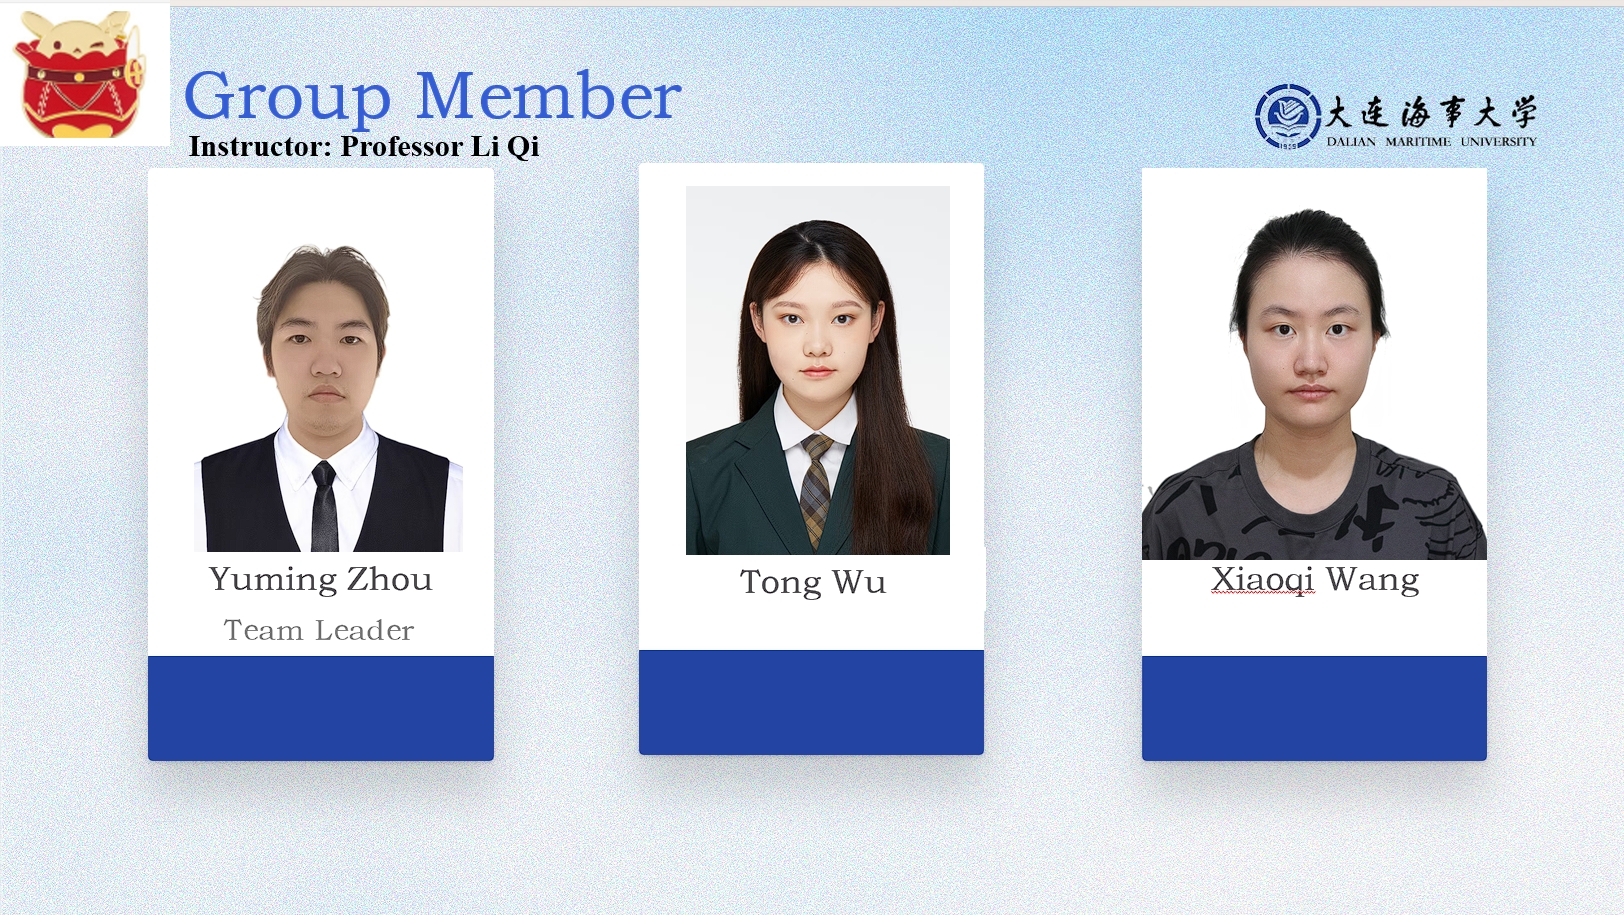 Group Member
Instructor: Professor Li Qi
大连海事大学
DALIAN MARITIME UNIVERSITY
1909
Yuming Zhou
Team Leader
Tong Wu
Xiaoqi Wang